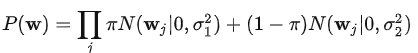 P(𝐰) = ∏_j πN(𝐰_j|0, σ_1^2) + (1 − π)N(𝐰_j|0, σ_2^2)